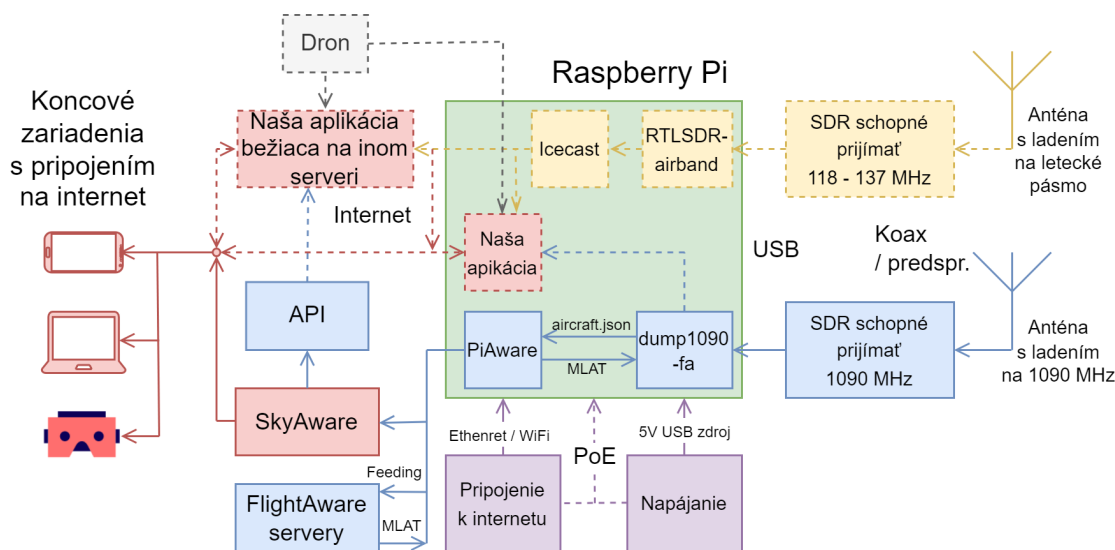 Dron
Raspberry Pi
Koncové
zariadenia
s pripojením
na internet
Naša aplikácia
bežiaca na inom
serveri
Icecast
RTLSDR-
airband
SDR schopné
prijímať
118 - 137 MHz
Anténa
s ladením
na letecké
pásmo
Internet
Naša
apikácia
USB
Koax
/ predspr.
API
PiAware
aircraft.json
MLAT
dump1090
-fa
SDR schopné
prijímať
1090 MHz
Anténa
s ladením
na 1090 MHz
SkyAware
Ethenret / WiFi
PoE
5V USB zdroj
Feeding
FlightAware
servery
MLAT
Pripojenie
k internetu
Napájanie